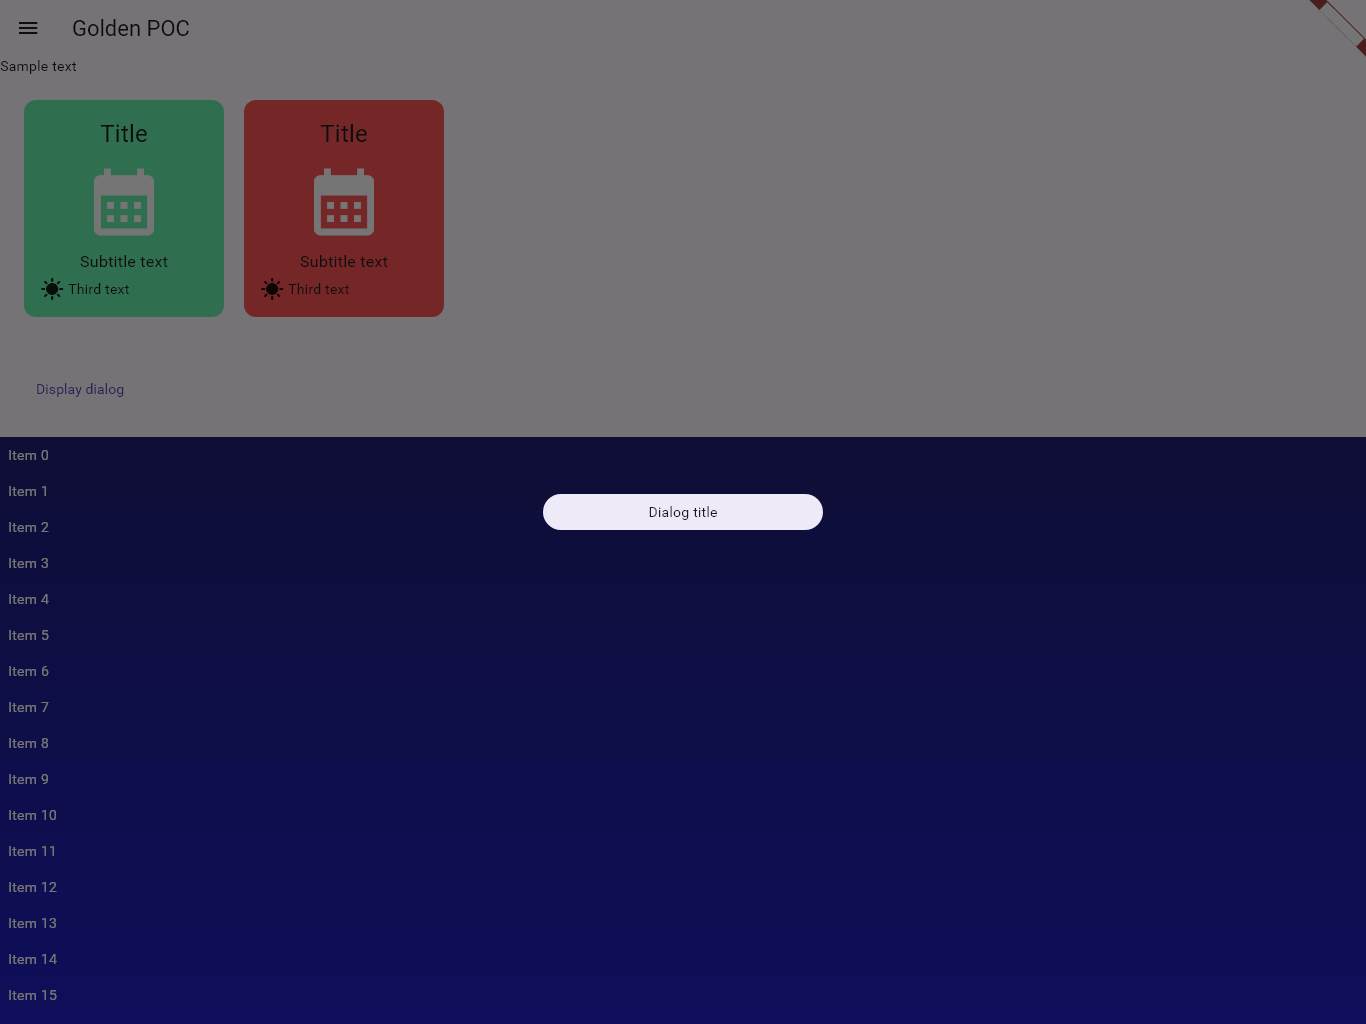 Golden POC
Sample text
Title
Title
Subtitle text
Subtitle text
Third text
Third text
Display dialog
Item 0
Item 1
Dialog title
Item 2
Item 3
Item 4
Item 5
Item 6
Item 7
Item 8
Item 9
Item 10
Item 11
Item 12
Item 13
Item 14
Item 15